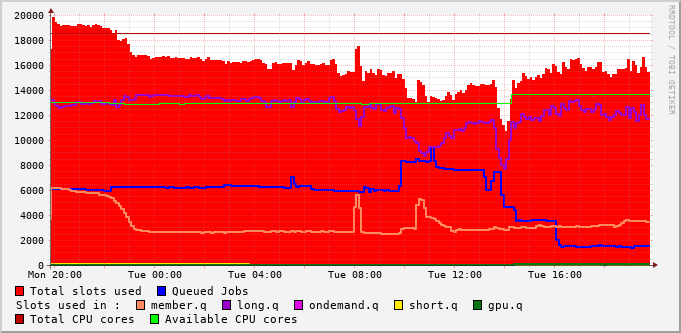 20000
18000
16000
14000
12000
10000
8000
6000
4000
2000
0
Mon 20:00 Tue 00:00 Tue 04:00 Tue 08:00 Tue 12:00 Tue 16:00
RRDTOOL / TOBI OETIKER
Total slots used Queued Jobs
Slots used in : member.q long.q ondemand.q short.q gpu.q
Total CPU cores Available CPU cores